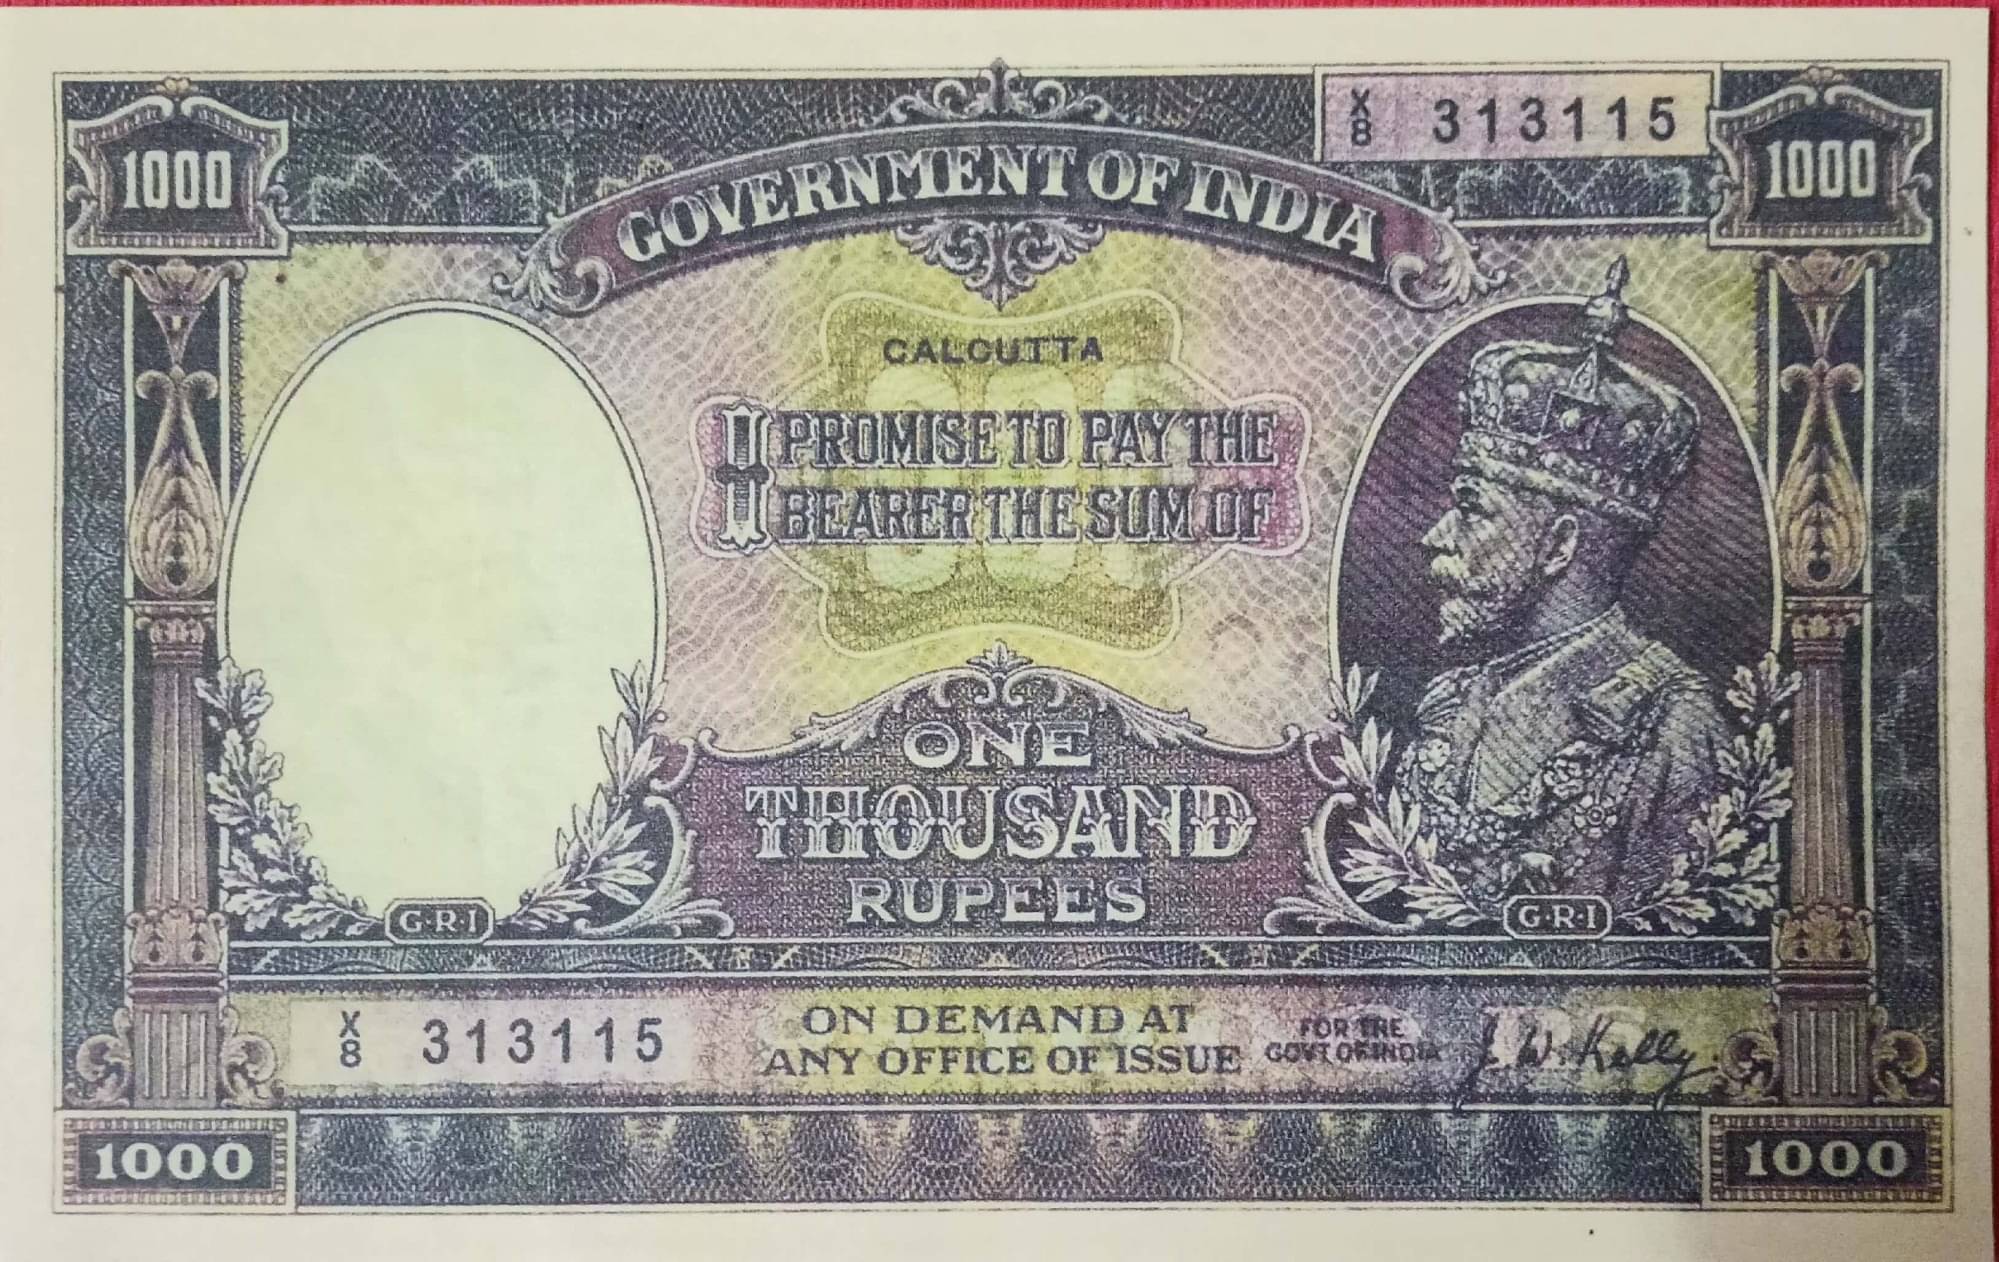 X/8 313115
1000
1000
GOVERNMENT OF INDIA
CALCUTTA
I PROMISE TO PAY THE
BEARER THE SUM OF
ONE
THOUSAND
RUPEES
G·R·I
G·R·I
X/8 313115
ON DEMAND AT
ANY OFFICE OF ISSUE
FOR THE
GOVT OF INDIA
J. W. Kelly.
1000
1000